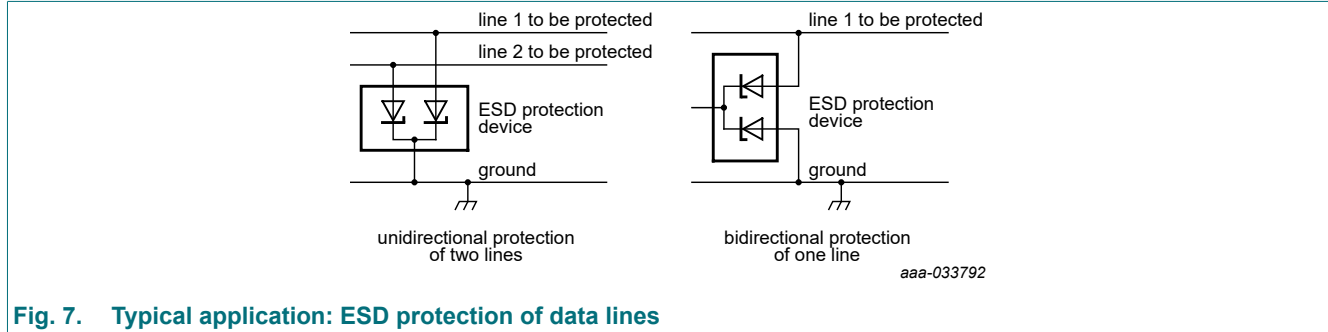 line 1 to be protected
line 2 to be protected
ESD protection
device
ground
unidirectional protection
of two lines
line 1 to be protected
ESD protection
device
ground
bidirectional protection
of one line
aaa-033792
Fig. 7. Typical application: ESD protection of data lines